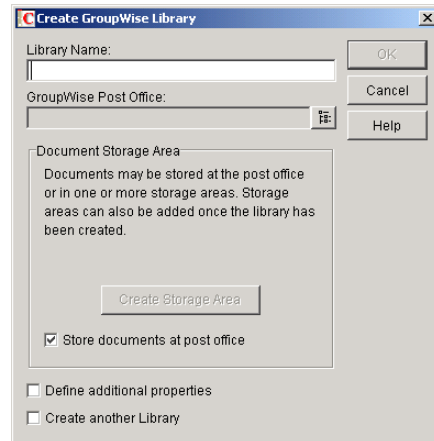 Create GroupWise Library
Library Name:
OK
GroupWise Post Office:
Cancel
Help
Document Storage Area
Documents may be stored at the post office
or in one or more storage areas. Storage
areas can also be added once the library has
been created.
Create Storage Area
Store documents at post office
Define additional properties
Create another Library